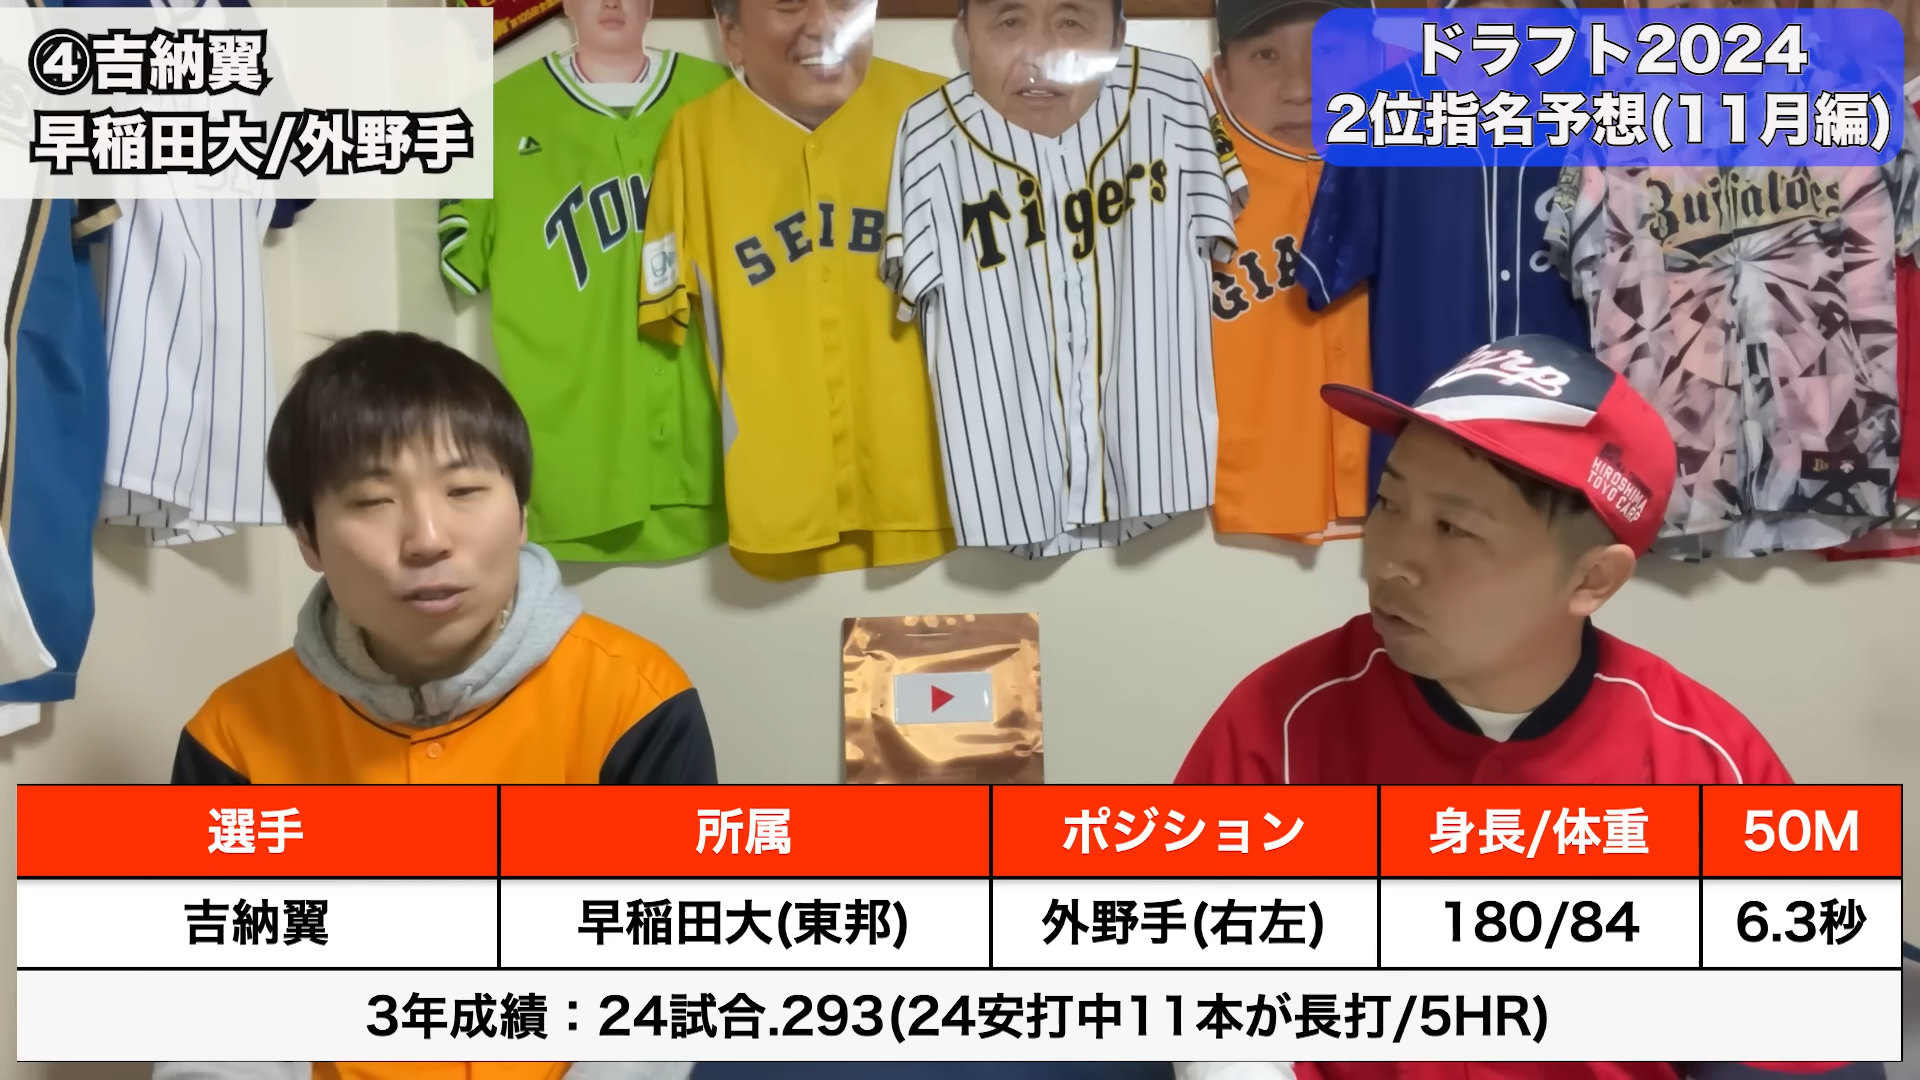 ④吉納翼
早稲田大/外野手
ドラフト2024
2位指名予想(11月編)
SEIB
Tigers
GIA
Buffaloes
Carp
HIROSHIMA
TOYO CARP
選手 所属 ポジション 身長/体重 50M
吉納翼 早稲田大(東邦) 外野手(右左) 180/84 6.3秒
3年成績：24試合.293(24安打中11本が長打/5HR)